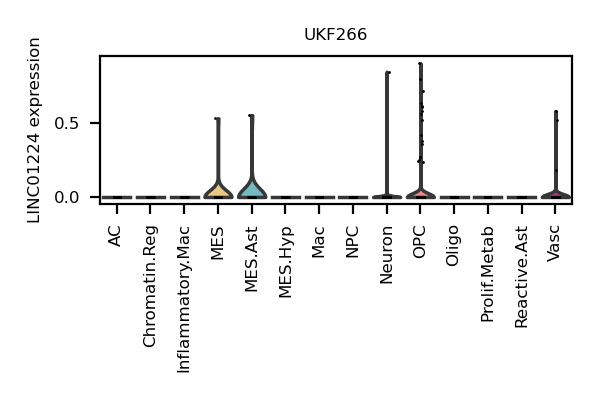 UKF266
LINC01224 expression
0.5
0.0
AC
Chromatin.Reg
Inflammatory.Mac
MES
MES.Ast
MES.Hyp
Mac
NPC
Neuron
OPC
Oligo
Prolif.Metab
Reactive.Ast
Vasc